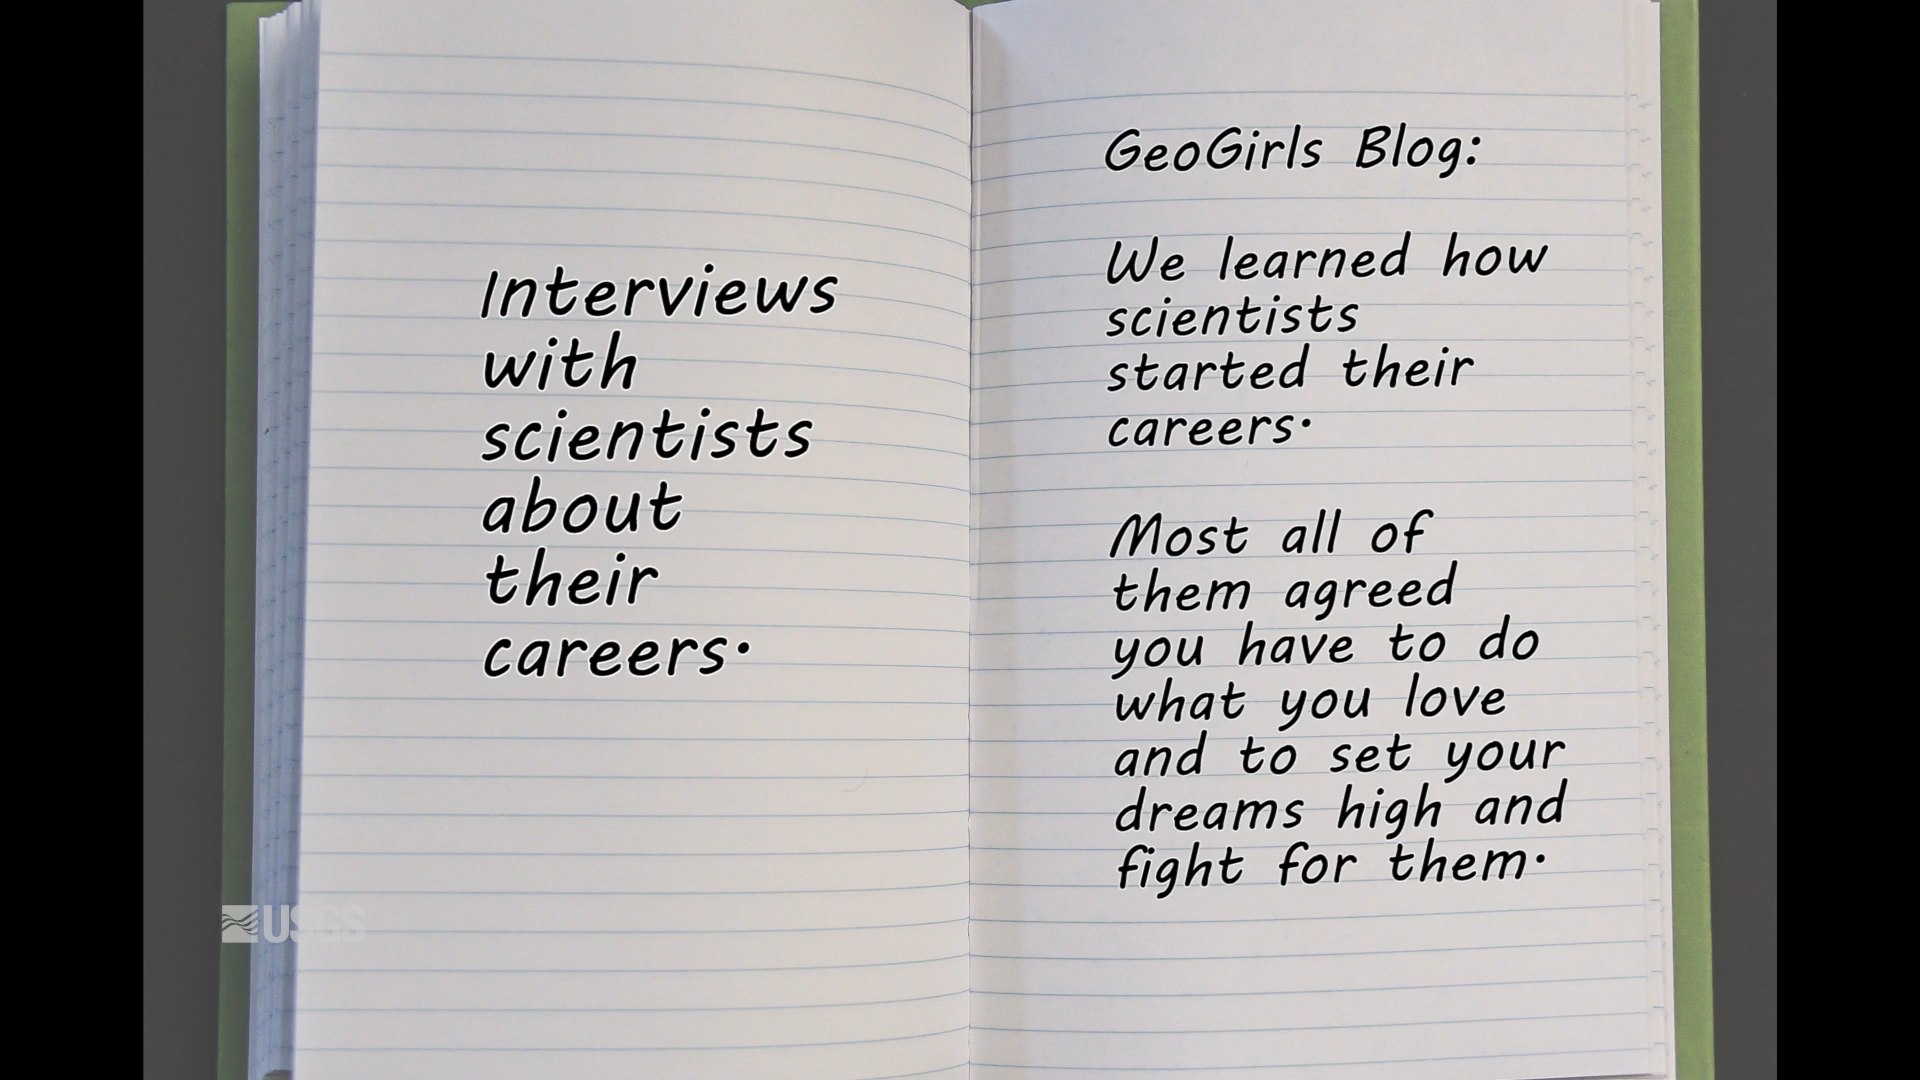 Interviews
with
scientists
about
their
careers.
GeoGirls Blog:
We learned how
scientists
started their
careers.
Most all of
them agreed
you have to do
what you love
and to set your
dreams high and
fight for them.
USGS